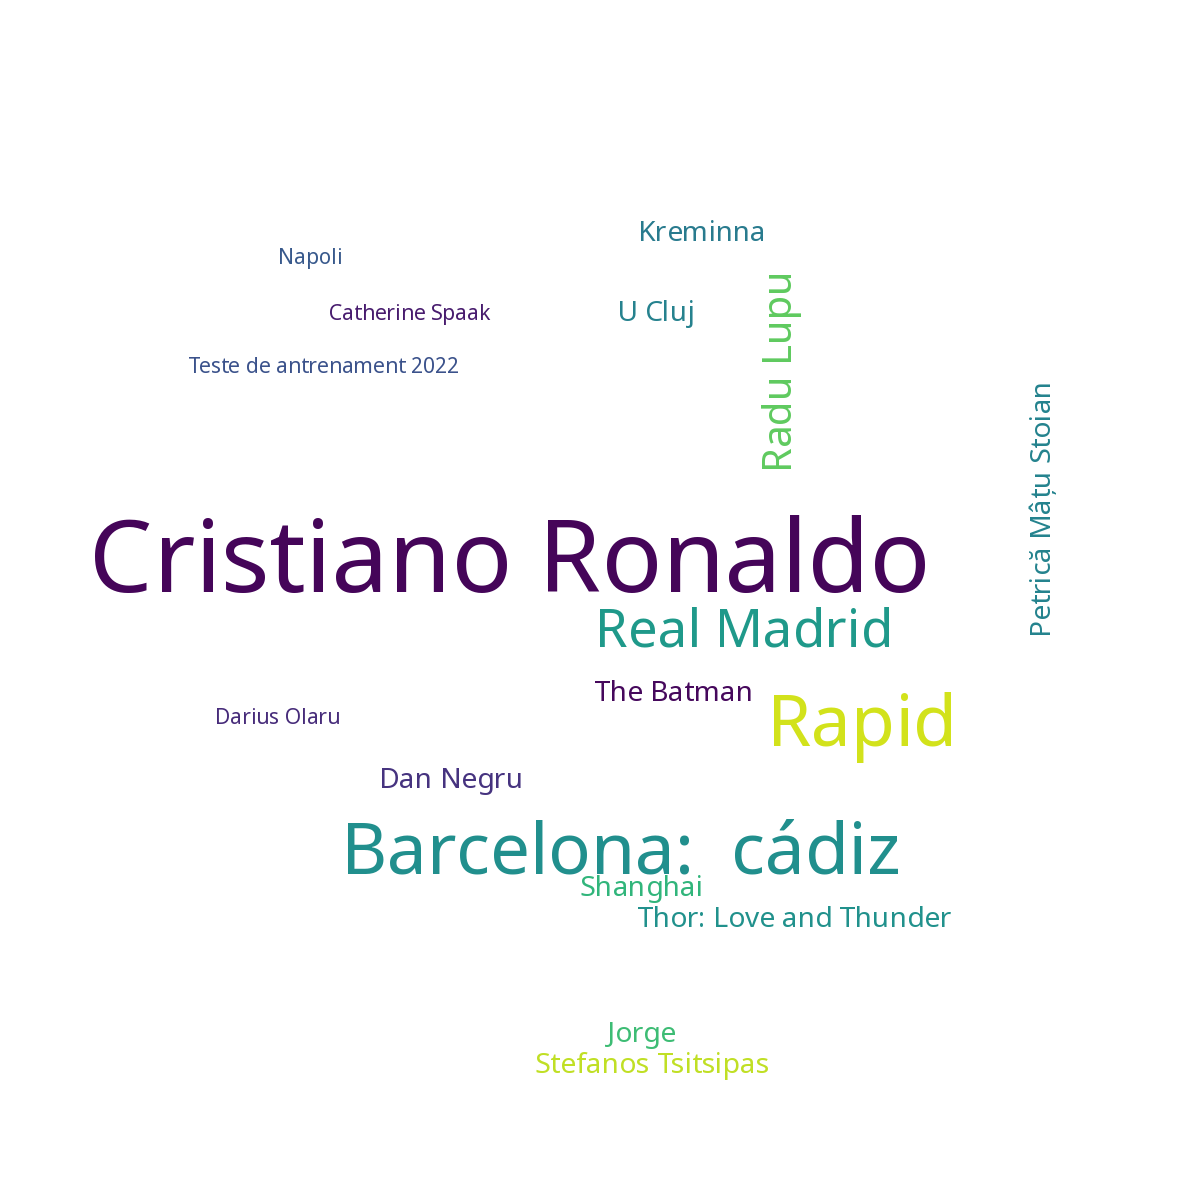 Kreminna
Napoli
Catherine Spaak
U Cluj
Radu Lupu
Teste de antrenament 2022
Petrică Mâțu Stoian
Cristiano Ronaldo
Real Madrid
The Batman
Rapid
Darius Olaru
Dan Negru
Barcelona: cádiz
Shanghai
Thor: Love and Thunder
Jorge
Stefanos Tsitsipas